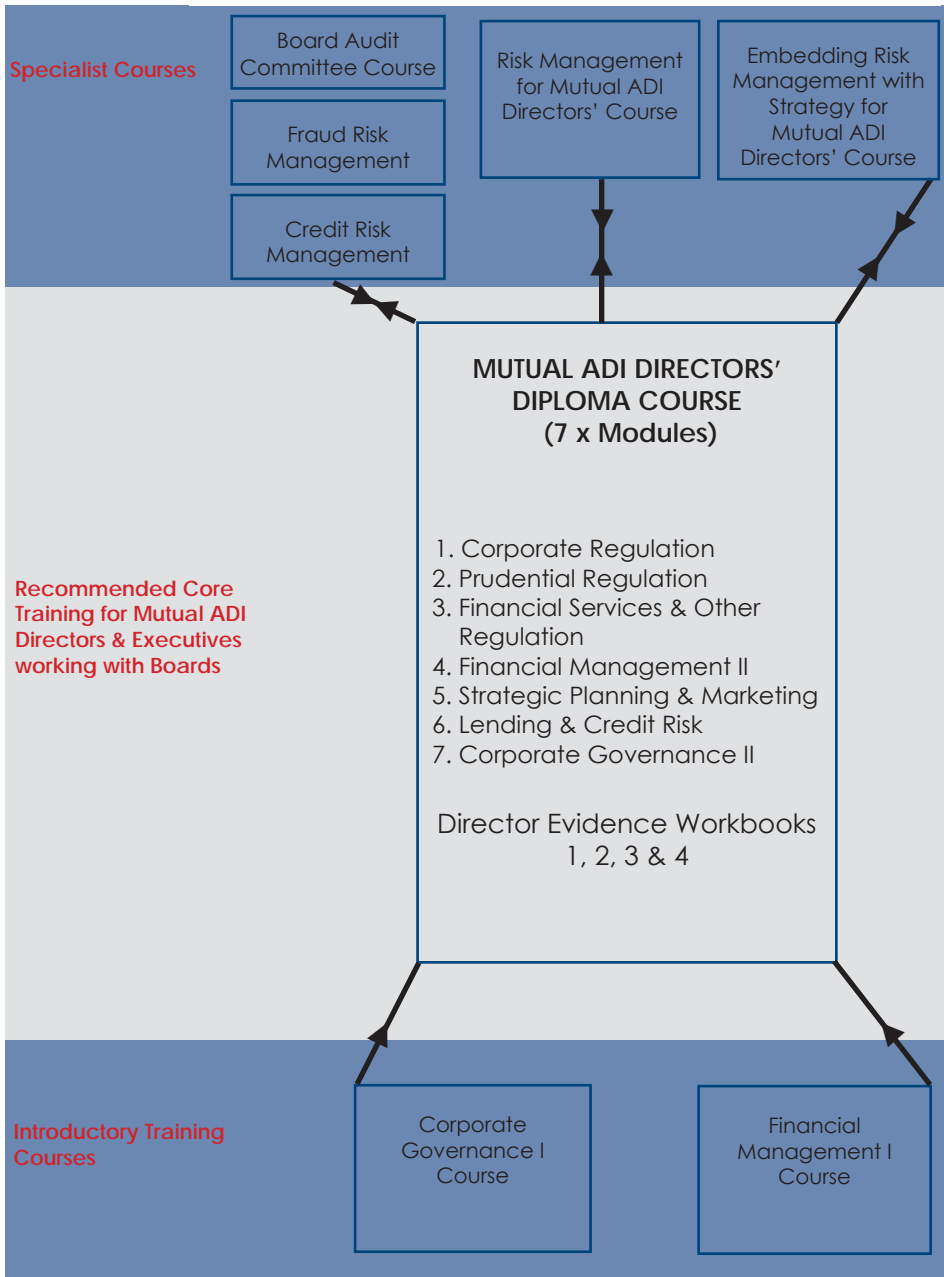 Specialist Courses
Board Audit
Committee Course
Fraud Risk
Management
Credit Risk
Management
Risk Management
for Mutual ADI
Directors’ Course
Embedding Risk
Management with
Strategy for
Mutual ADI
Directors’ Course
Recommended Core
Training for Mutual ADI
Directors & Executives
working with Boards
MUTUAL ADI DIRECTORS’
DIPLOMA COURSE
(7 x Modules)
1. Corporate Regulation
2. Prudential Regulation
3. Financial Services & Other
Regulation
4. Financial Management II
5. Strategic Planning & Marketing
6. Lending & Credit Risk
7. Corporate Governance II
Director Evidence Workbooks
1, 2, 3 & 4
Introductory Training
Courses
Corporate
Governance I
Course
Financial
Management I
Course